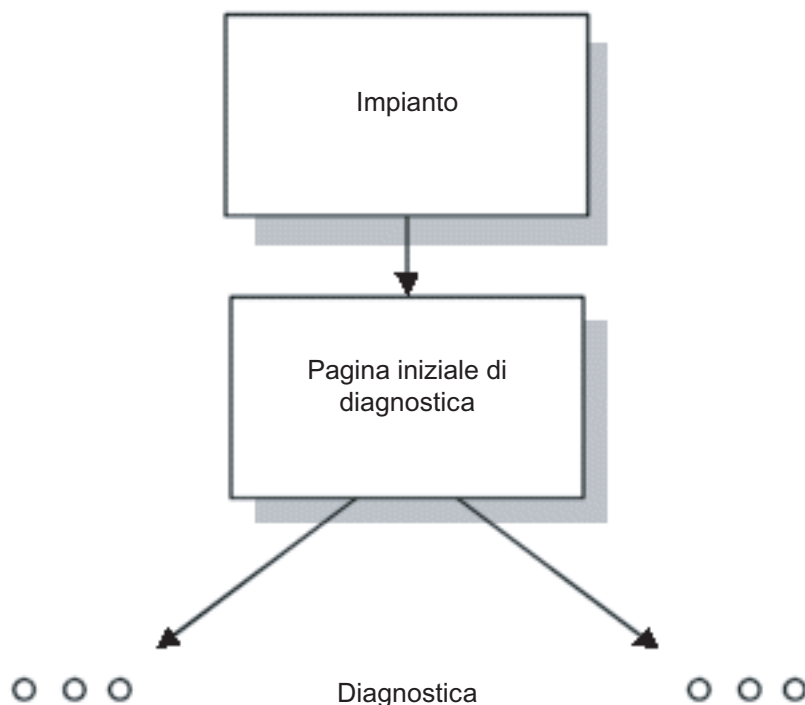 Impianto
Pagina iniziale di
diagnostica
Diagnostica